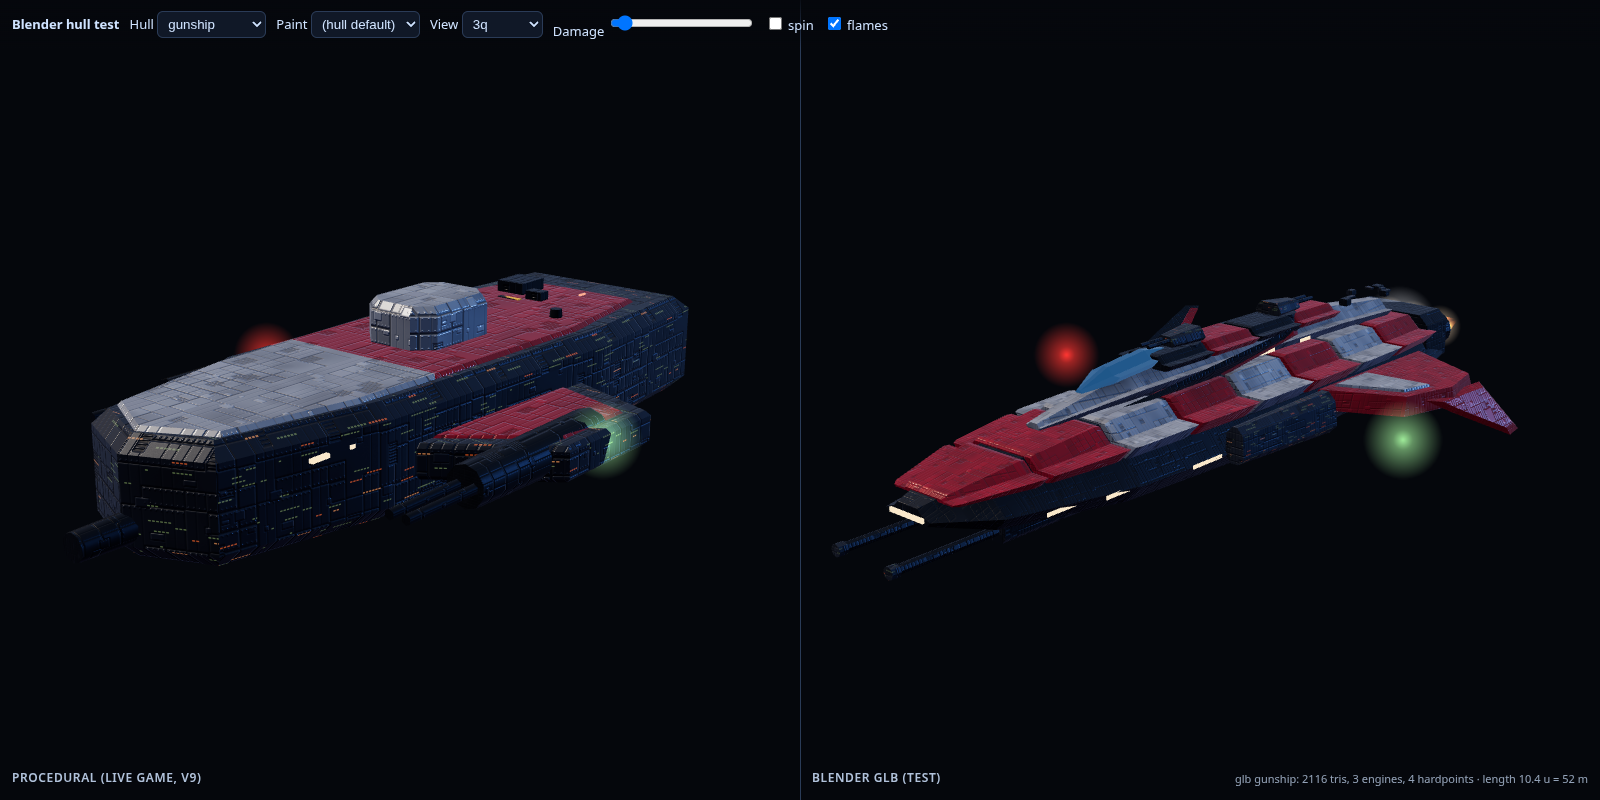 Blender hull test Hull gunship Paint (hull default) View 3q Damage spin flames
PROCEDURAL (LIVE GAME, V9)
BLENDER GLB (TEST)
glb gunship: 2116 tris, 3 engines, 4 hardpoints · length 10.4 u = 52 m